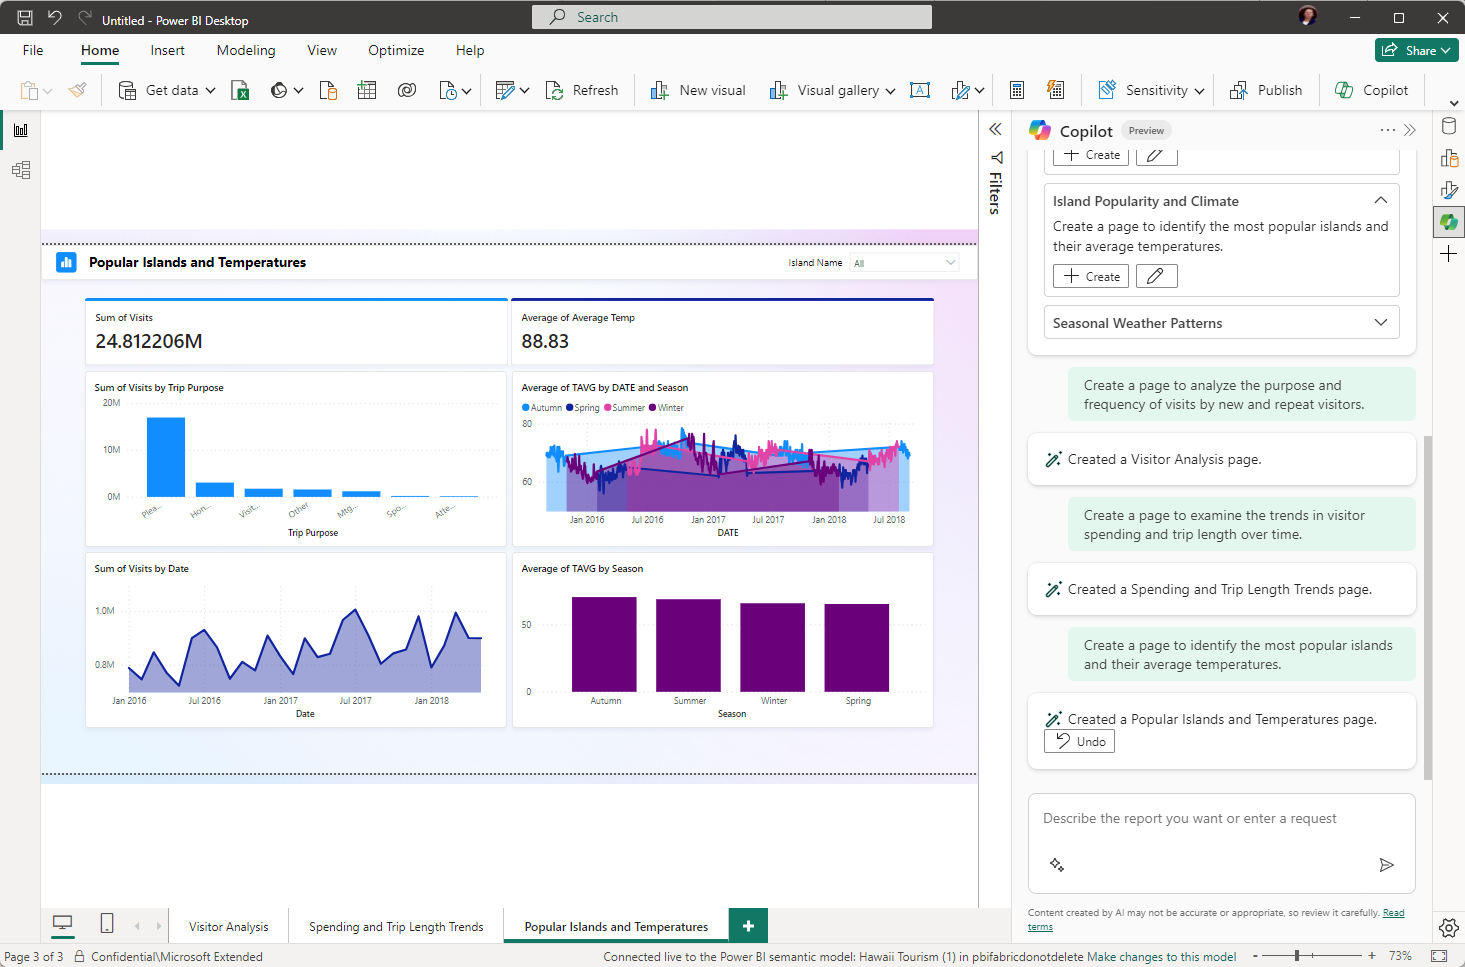 Untitled - Power BI Desktop
Search
File
Home
Insert
Modeling
View
Optimize
Help
Share
Get data
Refresh
New visual
Visual gallery
Sensitivity
Publish
Copilot
Popular Islands and Temperatures
Island Name
All
Sum of Visits
24.812206M
Average of Average Temp
88.83
Sum of Visits by Trip Purpose
20M
10M
0M
Plea...
Hon...
Visit...
Other
Mtg...
Spo...
Atte...
Trip Purpose
Average of TAVG by DATE and Season
Autumn Spring Summer Winter
80
60
Jan 2016
Jul 2016
Jan 2017
Jul 2017
Jan 2018
Jul 2018
DATE
Sum of Visits by Date
1.0M
0.8M
Jan 2016
Jul 2016
Jan 2017
Jul 2017
Jan 2018
Date
Average of TAVG by Season
50
0
Autumn
Summer
Winter
Spring
Season
Filters
Copilot
Preview
Create
Island Popularity and Climate
Create a page to identify the most popular islands and
their average temperatures.
Create
Seasonal Weather Patterns
Create a page to analyze the purpose and
frequency of visits by new and repeat visitors.
Created a Visitor Analysis page.
Create a page to examine the trends in visitor
spending and trip length over time.
Created a Spending and Trip Length Trends page.
Create a page to identify the most popular islands
and their average temperatures.
Created a Popular Islands and Temperatures page.
Undo
Describe the report you want or enter a request
Content created by AI may not be accurate or appropriate, so review it carefully. Read
terms
Visitor Analysis
Spending and Trip Length Trends
Popular Islands and Temperatures
Page 3 of 3
Confidential\Microsoft Extended
Connected live to the Power BI semantic model: Hawaii Tourism (1) in pbifabricdonotdelete Make changes to this model
- + 73%